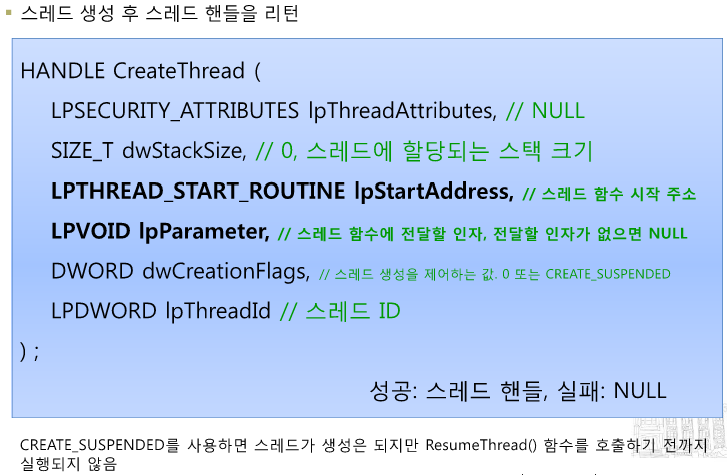 스레드 생성 후 스레드 핸들을 리턴
HANDLE CreateThread (
LPSECURITY_ATTRIBUTES lpThreadAttributes, // NULL
SIZE_T dwStackSize, // 0, 스레드에 할당되는 스택 크기
LPTHREAD_START_ROUTINE lpStartAddress, // 스레드 함수 시작 주소
LPVOID lpParameter, // 스레드 함수에 전달할 인자, 전달할 인자가 없으면 NULL
DWORD dwCreationFlags, // 스레드 생성을 제어하는 값. 0 또는 CREATE_SUSPENDED
LPDWORD lpThreadId // 스레드 ID
) ;
성공: 스레드 핸들, 실패: NULL
CREATE_SUSPENDED를 사용하면 스레드가 생성은 되지만 ResumeThread() 함수를 호출하기 전까지
실행되지 않음